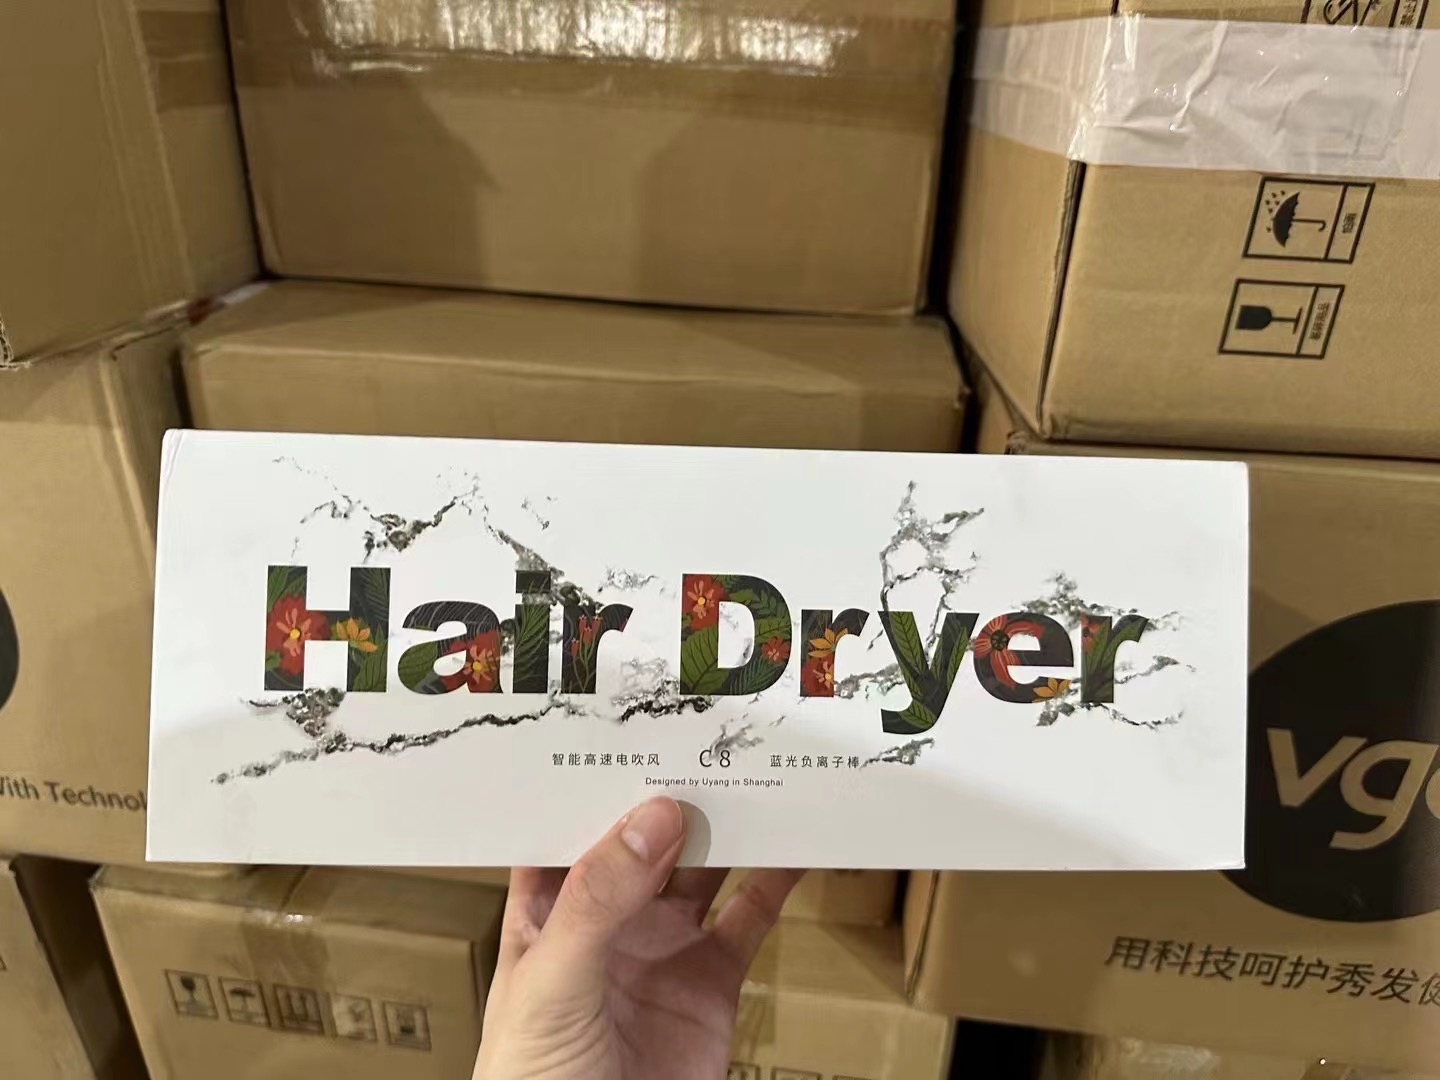 Hair Dryer
智能高速电吹风 C8 蓝光负离子棒
Designed by Uyang in Shanghai
With Technol
vg
用科技呵护秀发